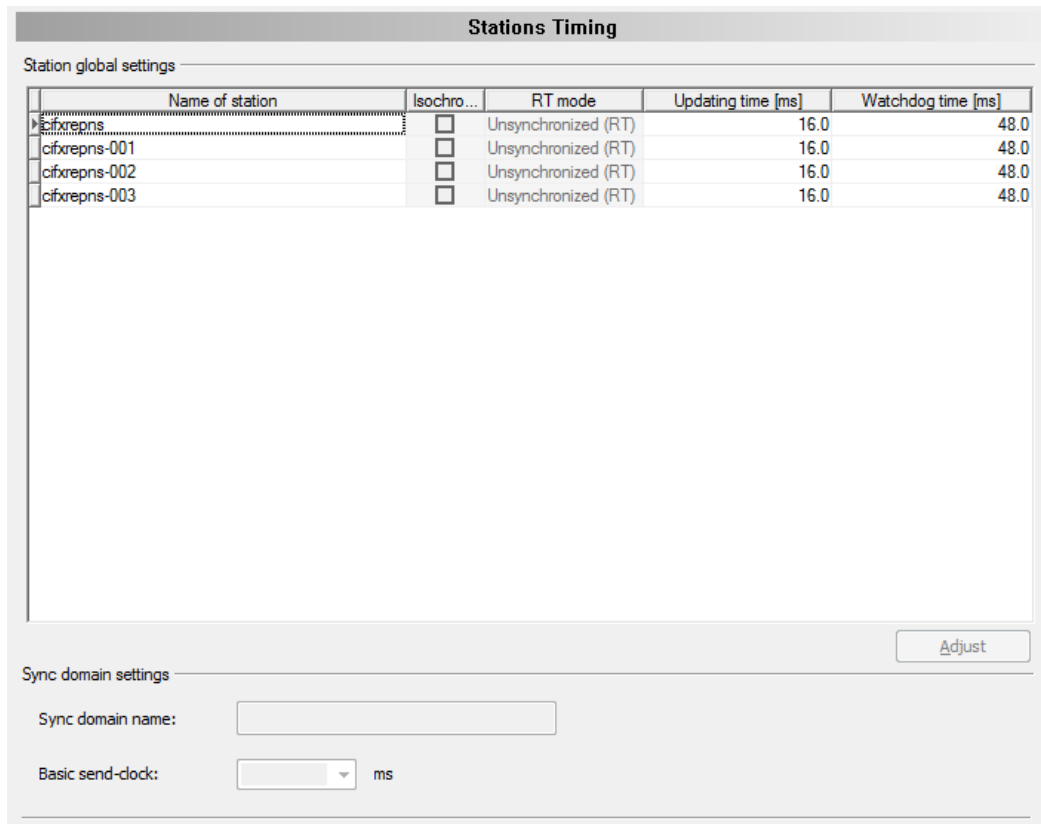 Stations Timing
Station global settings
Name of station Isochro... RT mode Updating time [ms] Watchdog time [ms]
cifxrepns Unsynchronized (RT) 16.0 48.0
cifxrepns-001 Unsynchronized (RT) 16.0 48.0
cifxrepns-002 Unsynchronized (RT) 16.0 48.0
cifxrepns-003 Unsynchronized (RT) 16.0 48.0
Adjust
Sync domain settings
Sync domain name:
Basic send-clock: ms